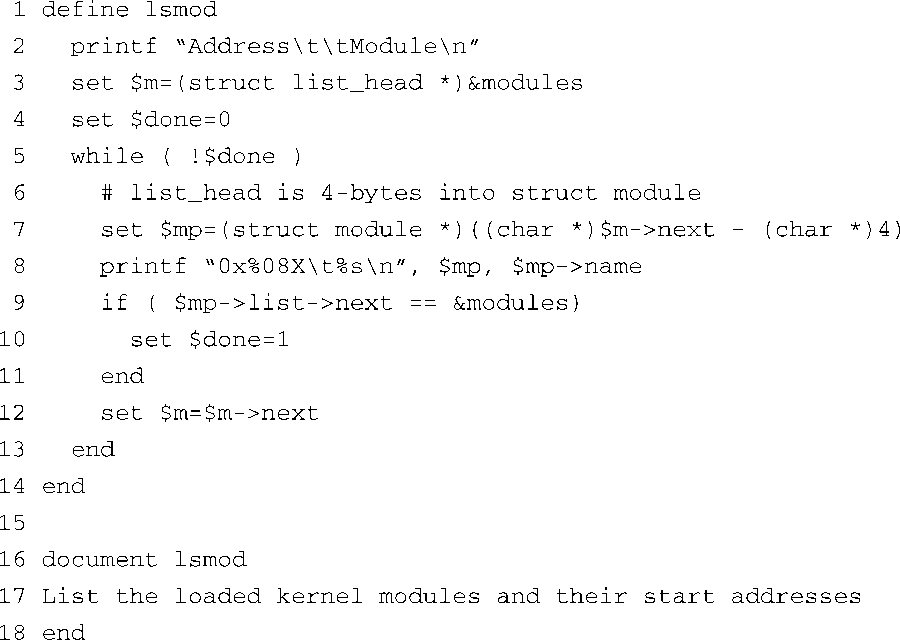 1 define lsmod
2   printf “Address\t\tModule\n”
3   set $m=(struct list_head *)&modules
4   set $done=0
5   while ( !$done )
6     # list_head is 4-bytes into struct module
7     set $mp=(struct module *)((char *)$m->next - (char *)4)
8     printf “0x%08X\t%s\n”, $mp, $mp->name
9     if ( $mp->list->next == &modules)
10       set $done=1
11     end
12     set $m=$m->next
13   end
14 end
15
16 document lsmod
17 List the loaded kernel modules and their start addresses
18 end